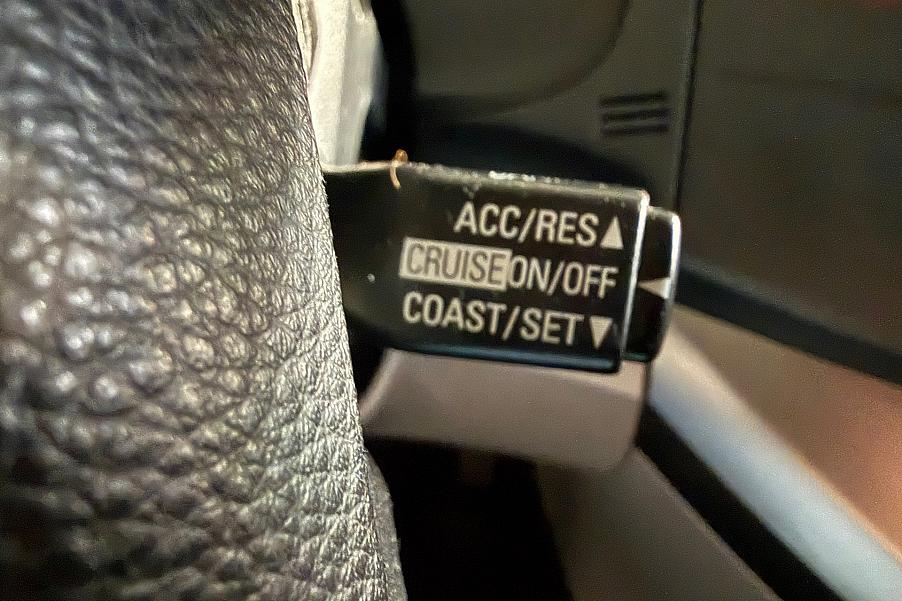 ACC/RES▲
CRUISE ON/OFF
COAST/SET▼